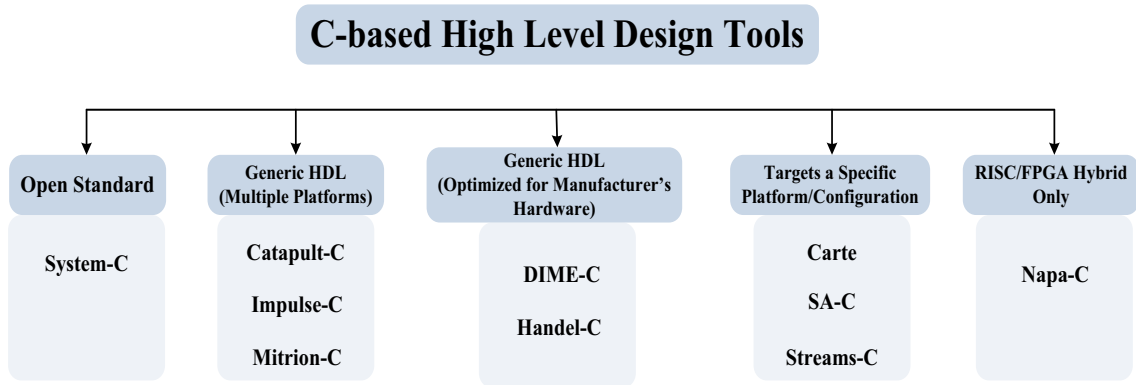 C-based High Level Design Tools
Open Standard
System-C
Generic HDL
(Multiple Platforms)
Catapult-C
Impulse-C
Mitrion-C
Generic HDL
(Optimized for Manufacturer's
Hardware)
DIME-C
Handel-C
Targets a Specific
Platform/Configuration
Carte
SA-C
Streams-C
RISC/FPGA Hybrid
Only
Napa-C